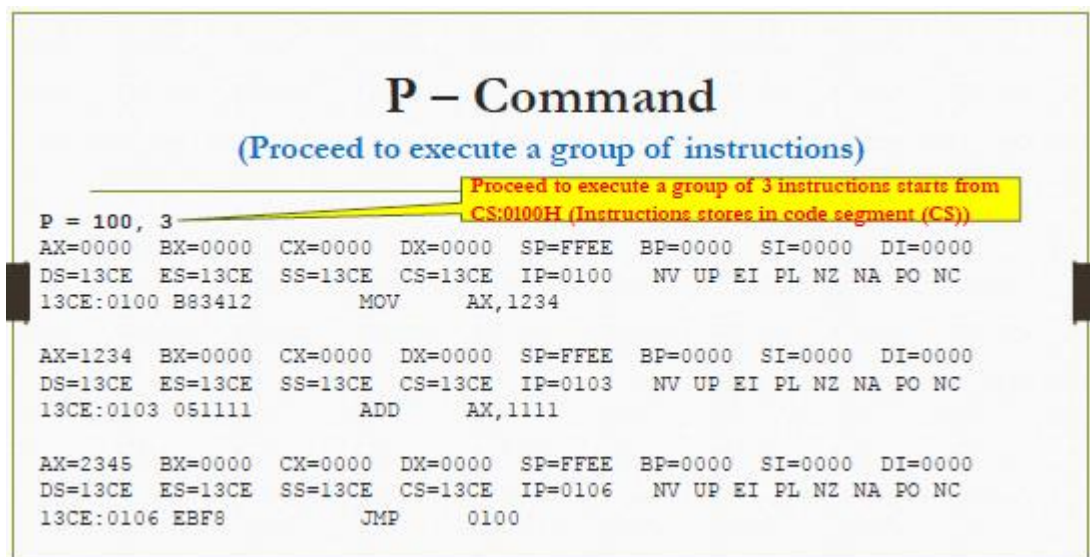 P – Command
(Proceed to execute a group of instructions)
Proceed to execute a group of 3 instructions starts from
CS:0100H (Instructions stores in code segment (CS))
P = 100, 3
AX=0000 BX=0000 CX=0000 DX=0000 SP=FFEE BP=0000 SI=0000 DI=0000
DS=13CE ES=13CE SS=13CE CS=13CE IP=0100 NV UP EI PL NZ NA PO NC
13CE:0100 B83412 MOV AX,1234
AX=1234 BX=0000 CX=0000 DX=0000 SP=FFEE BP=0000 SI=0000 DI=0000
DS=13CE ES=13CE SS=13CE CS=13CE IP=0103 NV UP EI PL NZ NA PO NC
13CE:0103 051111 ADD AX,1111
AX=2345 BX=0000 CX=0000 DX=0000 SP=FFEE BP=0000 SI=0000 DI=0000
DS=13CE ES=13CE SS=13CE CS=13CE IP=0106 NV UP EI PL NZ NA PO NC
13CE:0106 EBF8 JMP 0100